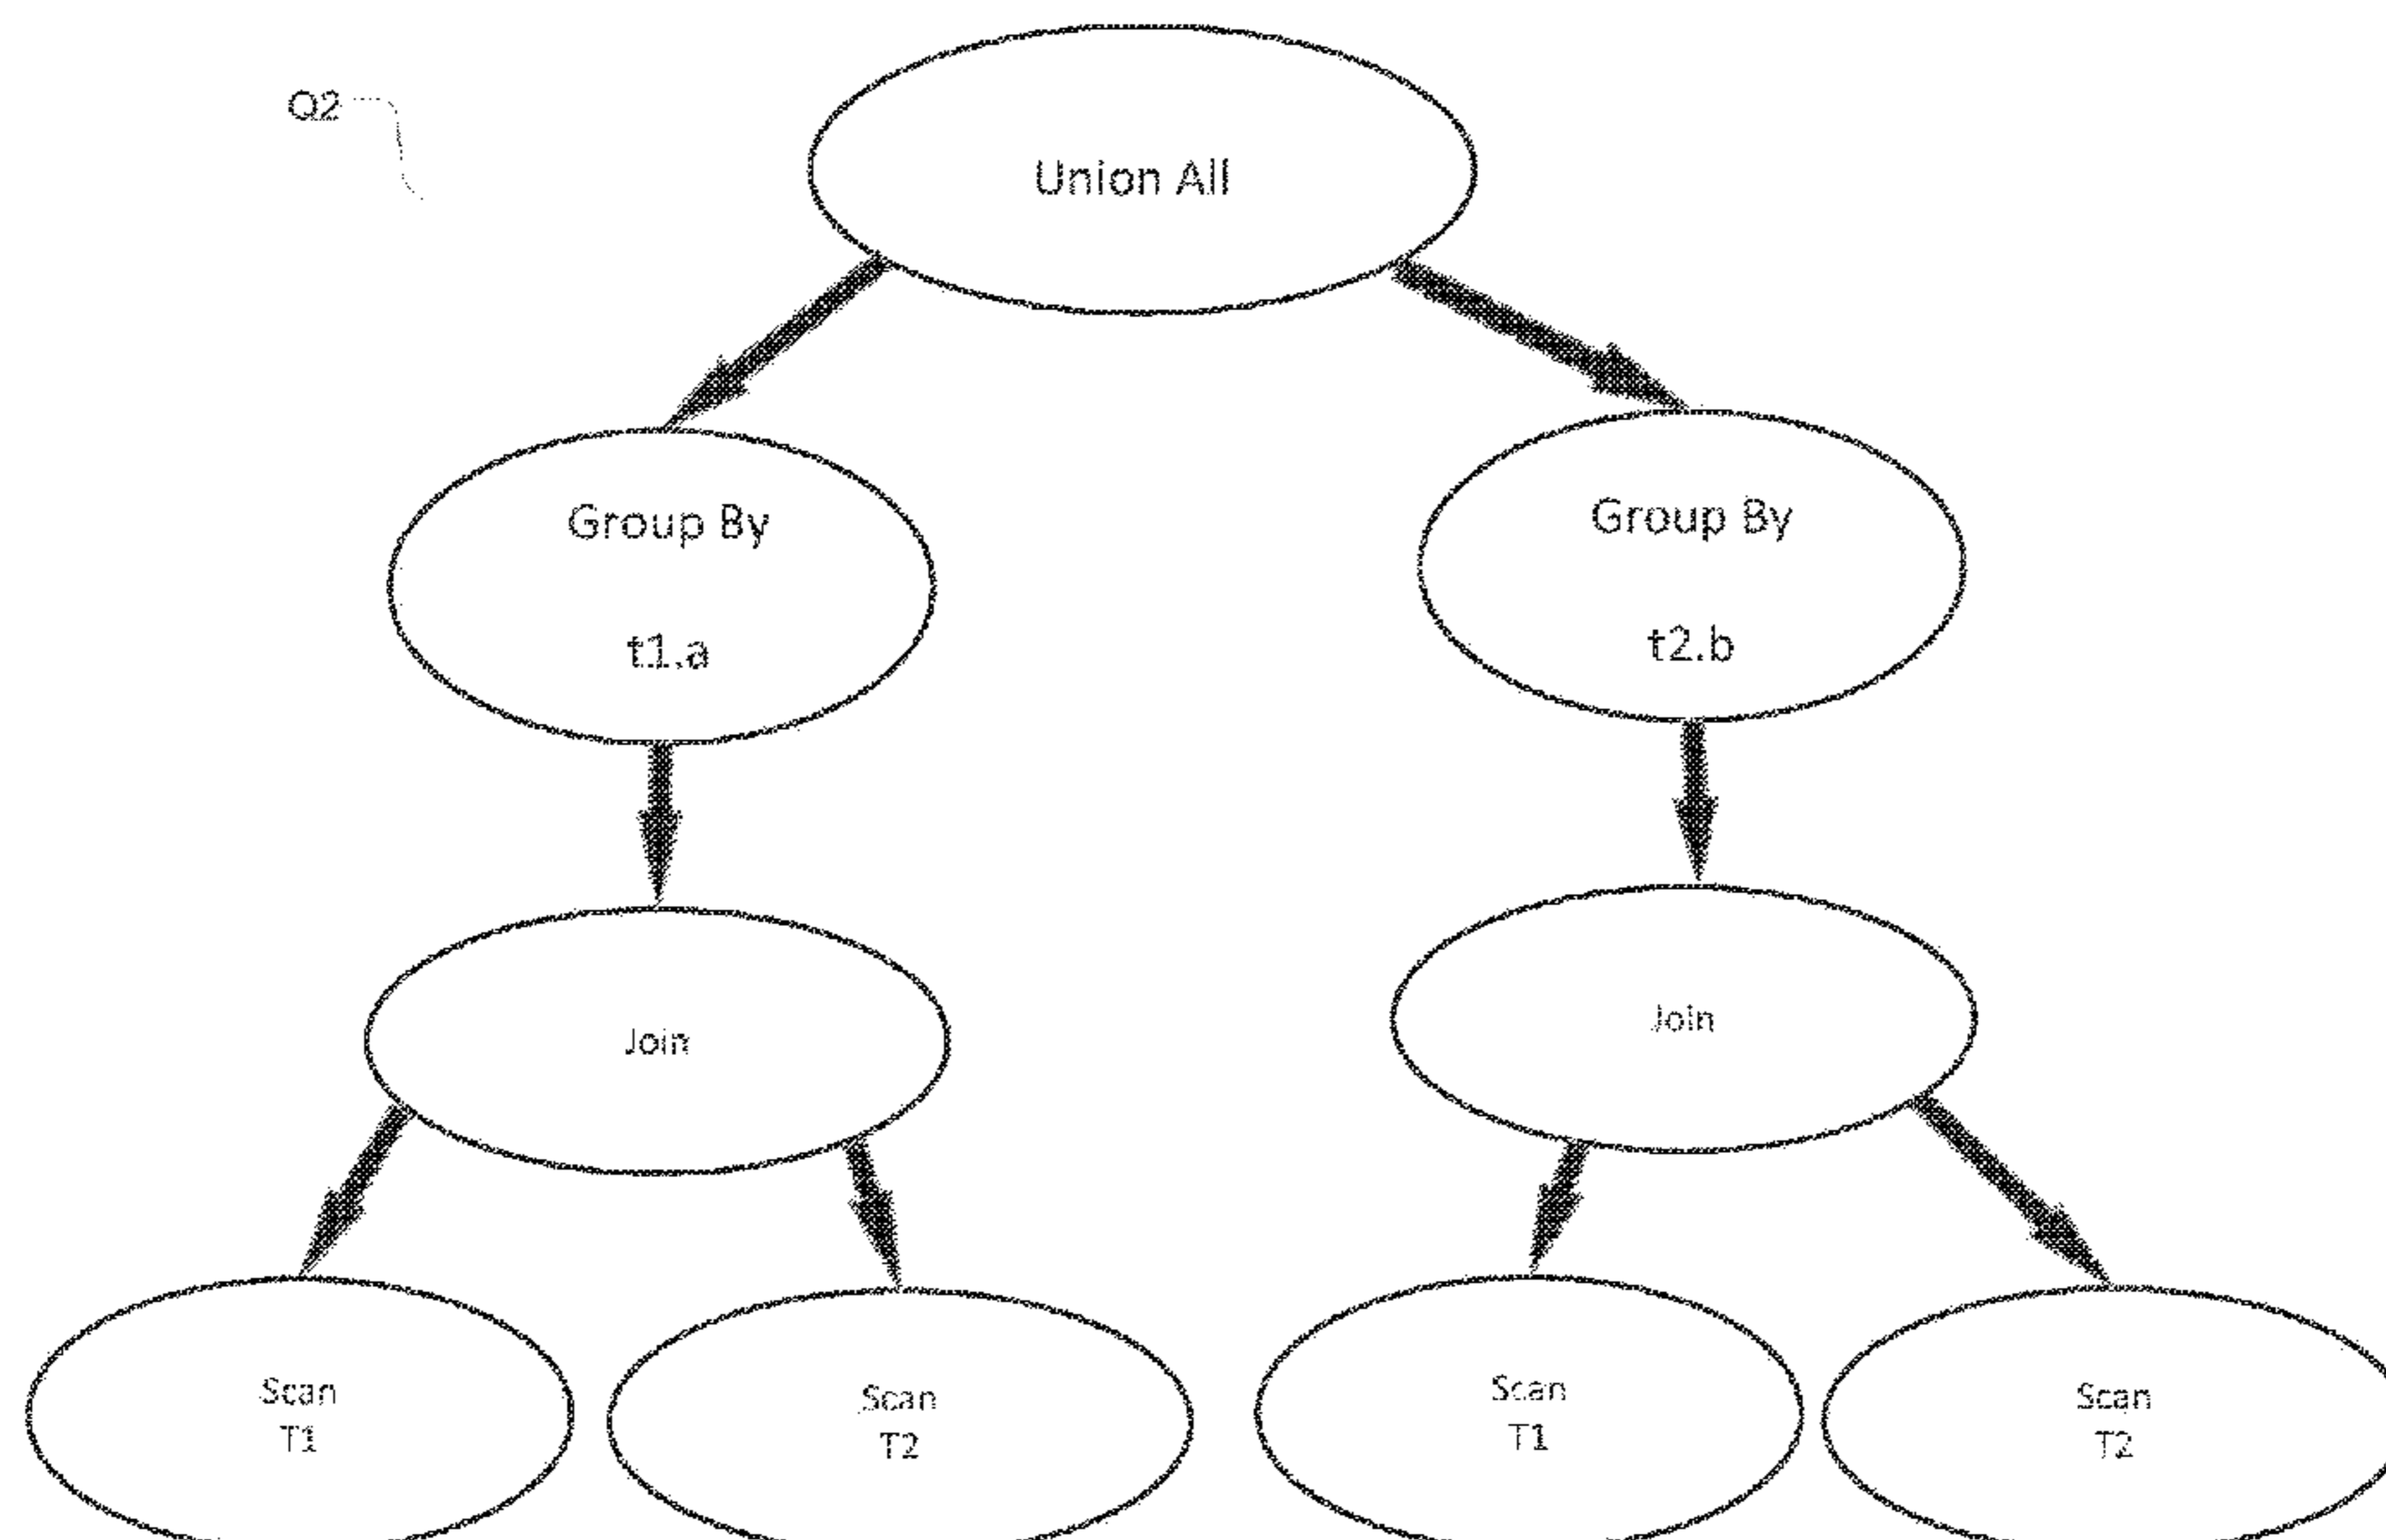 Q2
Union All
Group By
t1.a
Group By
t2.b
Join
Join
Scan
T1
Scan
T2
Scan
T1
Scan
T2